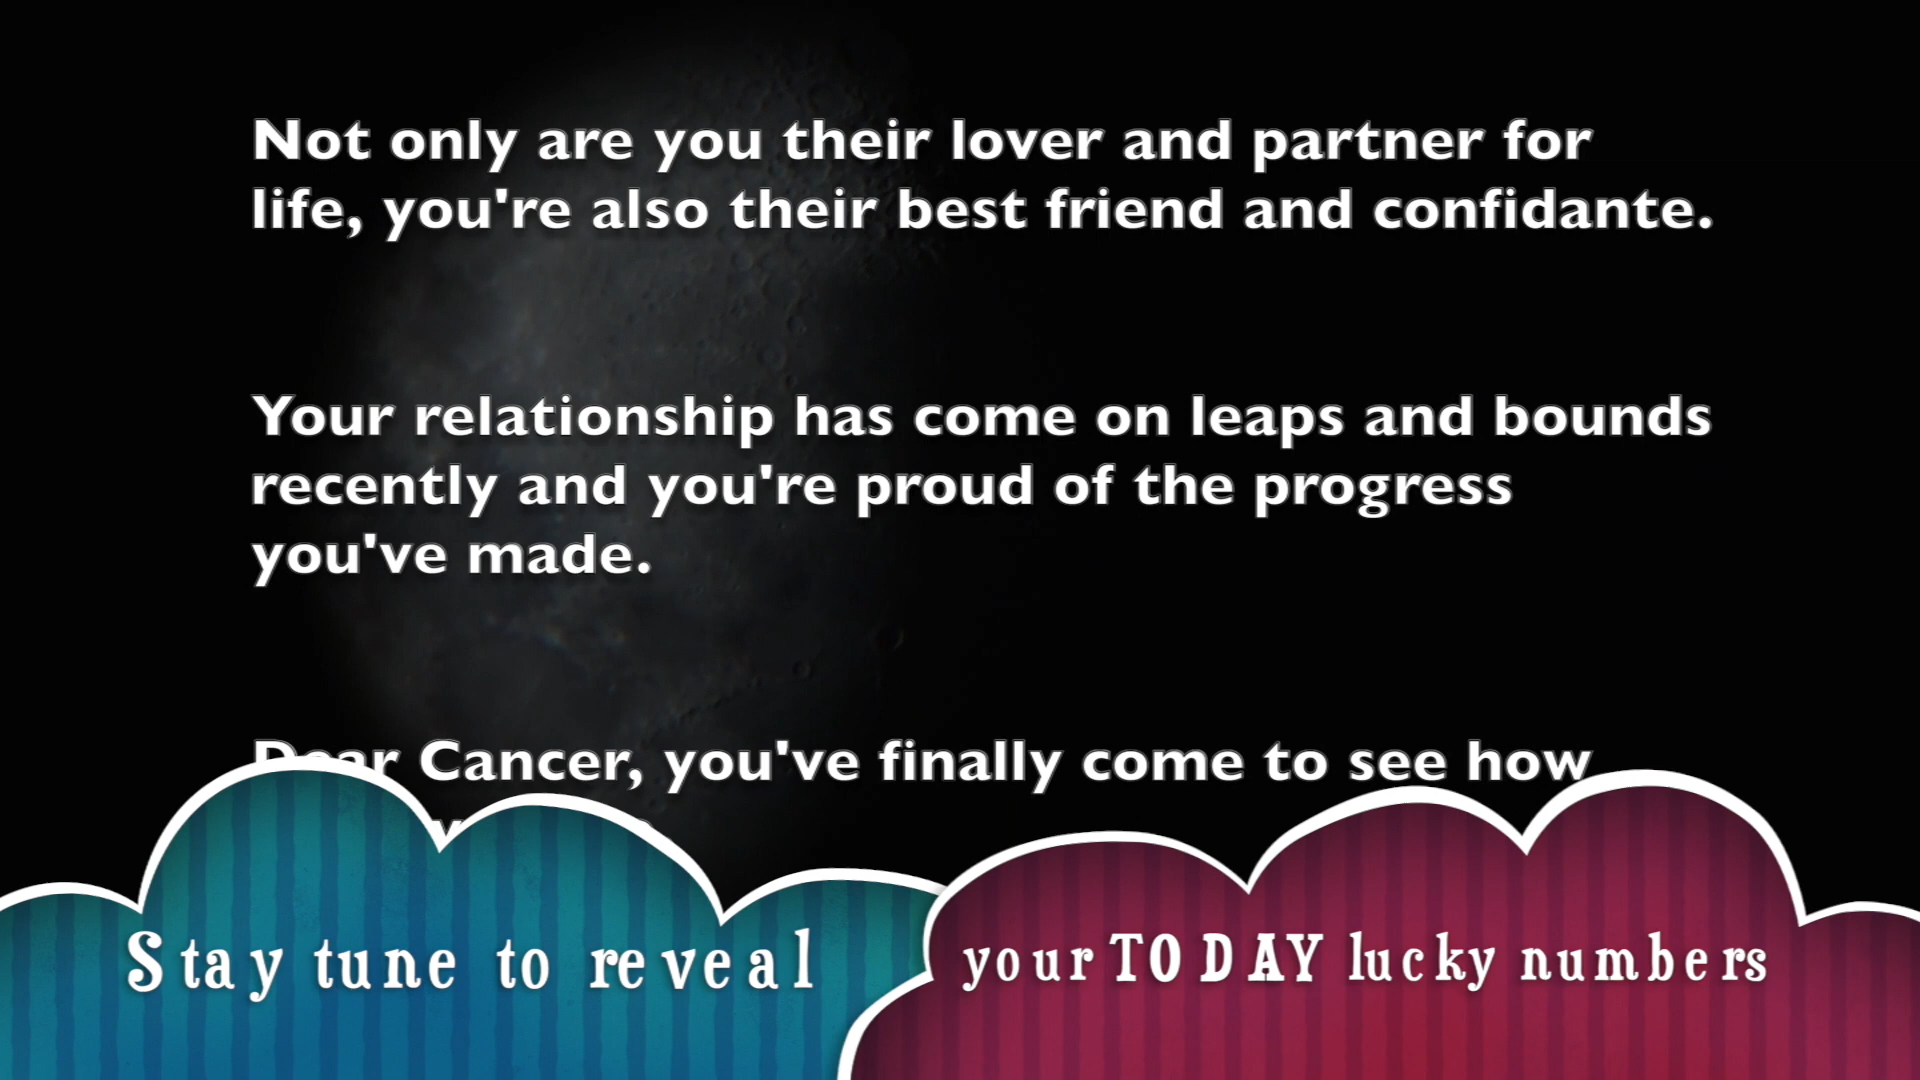 Not only are you their lover and partner for
life, you're also their best friend and confidante.
Your relationship has come on leaps and bounds
recently and you're proud of the progress
you've made.
Dear Cancer, you've finally come to see how
Stay tune to reveal
your TODAY lucky numbers